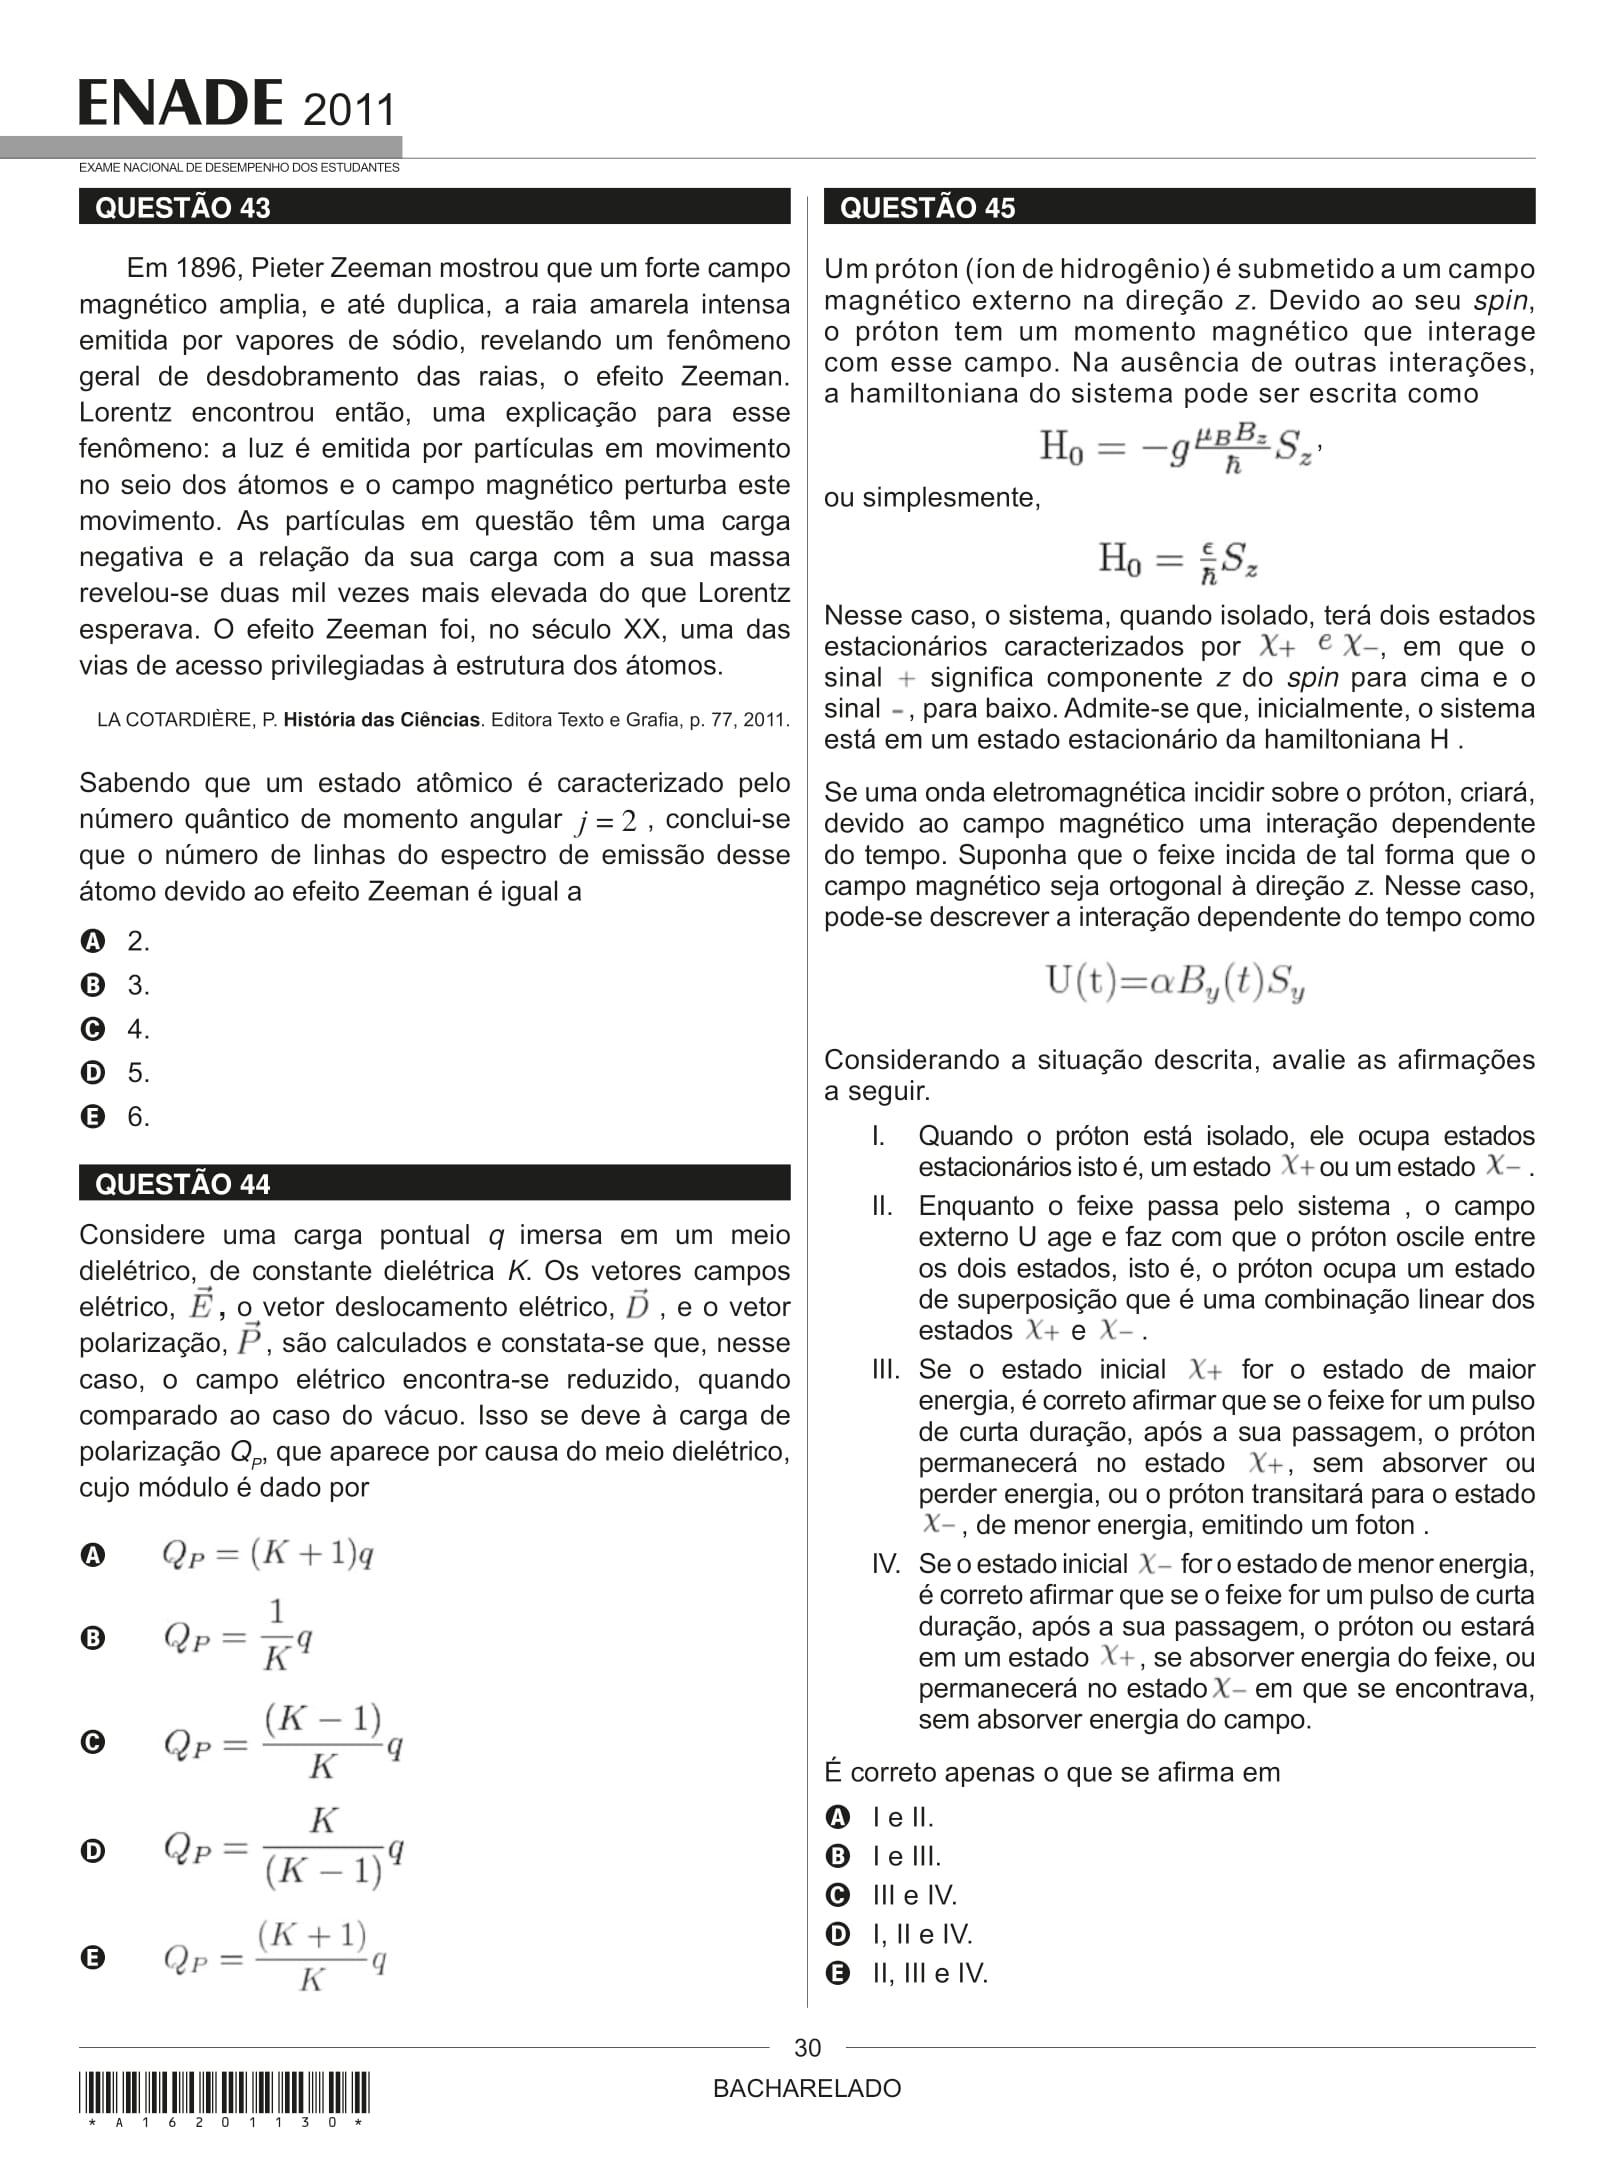 ENADE 2011
EXAME NACIONAL DE DESEMPENHO DOS ESTUDANTES
QUESTÃO 43
Em 1896, Pieter Zeeman mostrou que um forte campo
magnético amplia, e até duplica, a raia amarela intensa
emitida por vapores de sódio, revelando um fenômeno
geral de desdobramento das raias, o efeito Zeeman.
Lorentz encontrou então, uma explicação para esse
fenômeno: a luz é emitida por partículas em movimento
no seio dos átomos e o campo magnético perturba este
movimento. As partículas em questão têm uma carga
negativa e a relação da sua carga com a sua massa
revelou-se duas mil vezes mais elevada do que Lorentz
esperava. O efeito Zeeman foi, no século XX, uma das
vias de acesso privilegiadas à estrutura dos átomos.
LA COTARDIÈRE, P. História das Ciências. Editora Texto e Grafia, p. 77, 2011.
Sabendo que um estado atômico é caracterizado pelo
número quântico de momento angular j = 2 , conclui-se
que o número de linhas do espectro de emissão desse
átomo devido ao efeito Zeeman é igual a
A 2.
B 3.
C 4.
D 5.
E 6.
QUESTÃO 44
Considere uma carga pontual q imersa em um meio
dielétrico, de constante dielétrica K. Os vetores campos
elétrico, \vec{E}, o vetor deslocamento elétrico, \vec{D} , e o vetor
polarização, \vec{P} , são calculados e constata-se que, nesse
caso, o campo elétrico encontra-se reduzido, quando
comparado ao caso do vácuo. Isso se deve à carga de
polarização Q_P, que aparece por causa do meio dielétrico,
cujo módulo é dado por
A Q_P = (K + 1)q
B Q_P = \frac{1}{K}q
C Q_P = \frac{(K - 1)}{K}q
D Q_P = \frac{K}{(K - 1)}q
E Q_P = \frac{(K + 1)}{K}q
QUESTÃO 45
Um próton (íon de hidrogênio) é submetido a um campo
magnético externo na direção z. Devido ao seu spin,
o próton tem um momento magnético que interage
com esse campo. Na ausência de outras interações,
a hamiltoniana do sistema pode ser escrita como
H_0 = -g\frac{μ_B B_z}{ℏ}S_z,
ou simplesmente,
H_0 = \frac{ϵ}{ℏ}S_z
Nesse caso, o sistema, quando isolado, terá dois estados
estacionários caracterizados por χ+ e χ−, em que o
sinal + significa componente z do spin para cima e o
sinal - , para baixo. Admite-se que, inicialmente, o sistema
está em um estado estacionário da hamiltoniana H .
Se uma onda eletromagnética incidir sobre o próton, criará,
devido ao campo magnético uma interação dependente
do tempo. Suponha que o feixe incida de tal forma que o
campo magnético seja ortogonal à direção z. Nesse caso,
pode-se descrever a interação dependente do tempo como
U(t)=αB_y(t)S_y
Considerando a situação descrita, avalie as afirmações
a seguir.
I. Quando o próton está isolado, ele ocupa estados
estacionários isto é, um estado χ+ ou um estado χ− .
II. Enquanto o feixe passa pelo sistema , o campo
externo U age e faz com que o próton oscile entre
os dois estados, isto é, o próton ocupa um estado
de superposição que é uma combinação linear dos
estados χ+ e χ− .
III. Se o estado inicial χ+ for o estado de maior
energia, é correto afirmar que se o feixe for um pulso
de curta duração, após a sua passagem, o próton
permanecerá no estado χ+, sem absorver ou
perder energia, ou o próton transitará para o estado
χ− , de menor energia, emitindo um foton .
IV. Se o estado inicial χ− for o estado de menor energia,
é correto afirmar que se o feixe for um pulso de curta
duração, após a sua passagem, o próton ou estará
em um estado χ+ , se absorver energia do feixe, ou
permanecerá no estado χ− em que se encontrava,
sem absorver energia do campo.
É correto apenas o que se afirma em
A I e II.
B I e III.
C III e IV.
D I, II e IV.
E II, III e IV.
30
BACHARELADO
*A16201130*